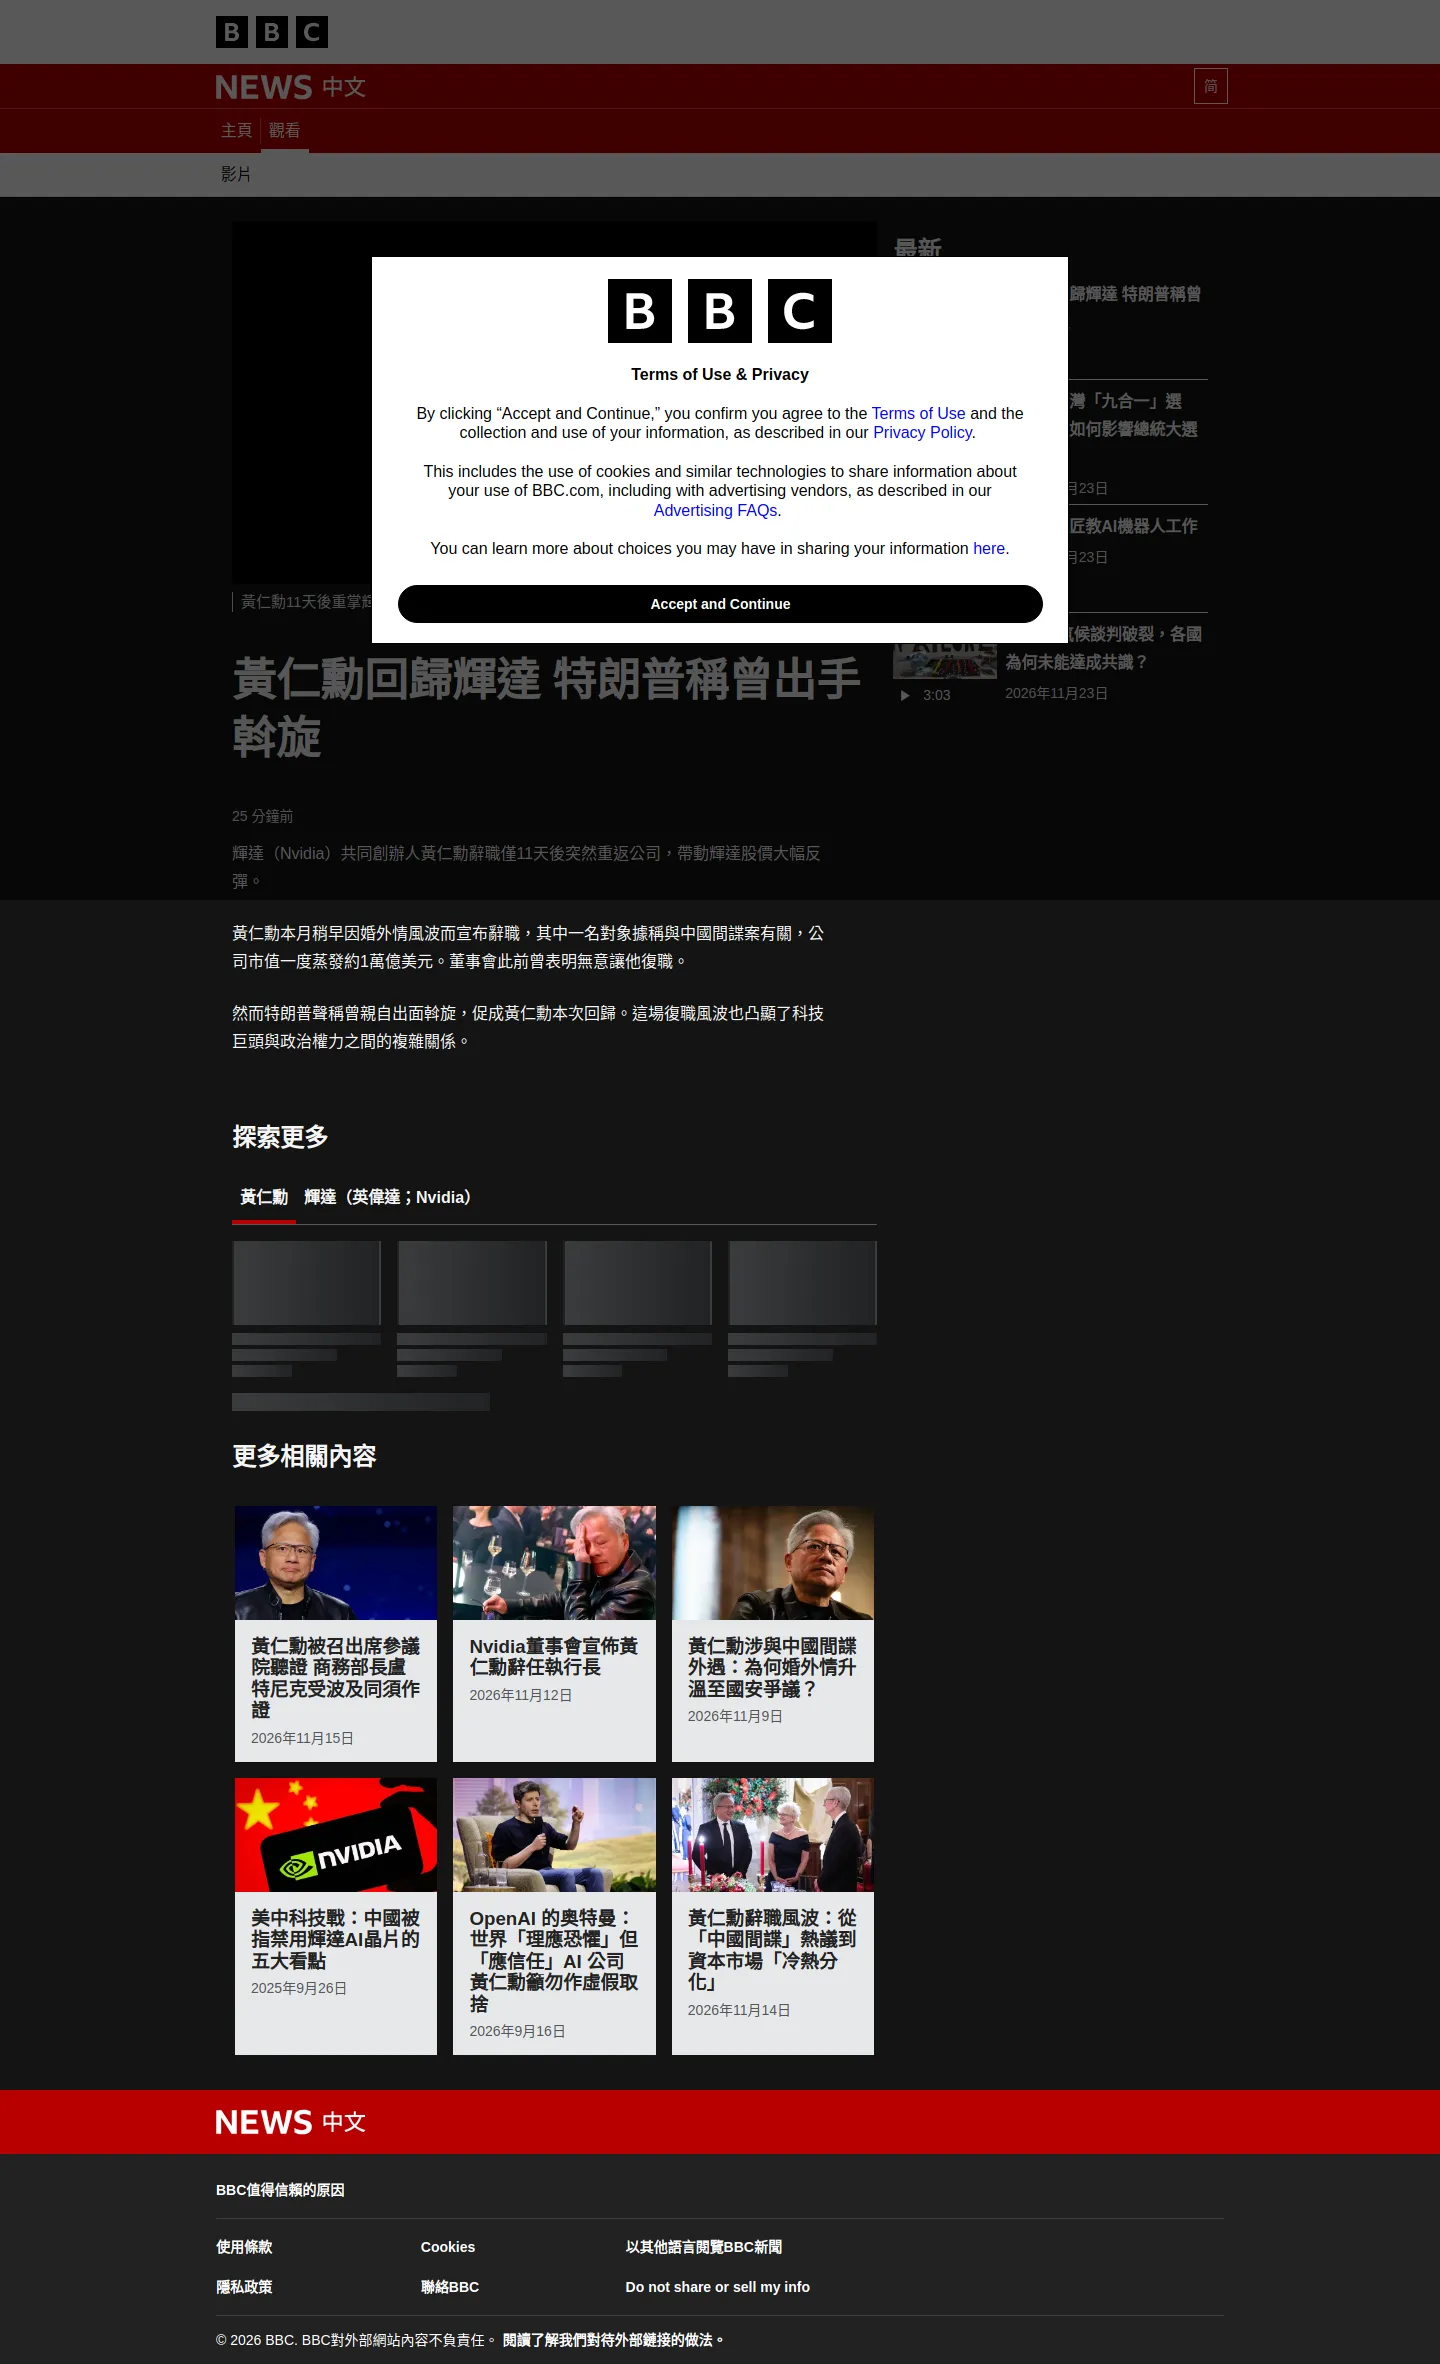 BBC
NEWS 中文
简
主頁
觀看
影片
最新
歸輝達 特朗普稱曾
灣「九合一」選
如何影響總統大選
月23日
匠教AI機器人工作
月23日
氣候談判破裂，各國
為何未能達成共識？
3:03
2026年11月23日
BBC
Terms of Use & Privacy
By clicking “Accept and Continue,” you confirm you agree to the Terms of Use and the
collection and use of your information, as described in our Privacy Policy.
This includes the use of cookies and similar technologies to share information about
your use of BBC.com, including with advertising vendors, as described in our
Advertising FAQs.
You can learn more about choices you may have in sharing your information here.
Accept and Continue
黃仁勳11天後重掌
黃仁勳回歸輝達 特朗普稱曾出手
斡旋
25 分鐘前
輝達（Nvidia）共同創辦人黃仁勳辭職僅11天後突然重返公司，帶動輝達股價大幅反
彈。
黃仁勳本月稍早因婚外情風波而宣布辭職，其中一名對象據稱與中國間諜案有關，公
司市值一度蒸發約1萬億美元。董事會此前曾表明無意讓他復職。
然而特朗普聲稱曾親自出面斡旋，促成黃仁勳本次回歸。這場復職風波也凸顯了科技
巨頭與政治權力之間的複雜關係。
探索更多
黃仁勳
輝達（英偉達；Nvidia）
更多相關內容
黃仁勳被召出席參議
院聽證 商務部長盧
特尼克受波及同須作
證
2026年11月15日
Nvidia董事會宣佈黃
仁勳辭任執行長
2026年11月12日
黃仁勳涉與中國間諜
外遇：為何婚外情升
溫至國安爭議？
2026年11月9日
NVIDIA
美中科技戰：中國被
指禁用輝達AI晶片的
五大看點
2025年9月26日
OpenAI 的奧特曼：
世界「理應恐懼」但
「應信任」AI 公司
黃仁勳籲勿作虛假取
捨
2026年9月16日
黃仁勳辭職風波：從
「中國間諜」熱議到
資本市場「冷熱分
化」
2026年11月14日
NEWS 中文
BBC值得信賴的原因
使用條款
Cookies
以其他語言閱覽BBC新聞
隱私政策
聯絡BBC
Do not share or sell my info
© 2026 BBC. BBC對外部網站內容不負責任。 閱讀了解我們對待外部鏈接的做法。